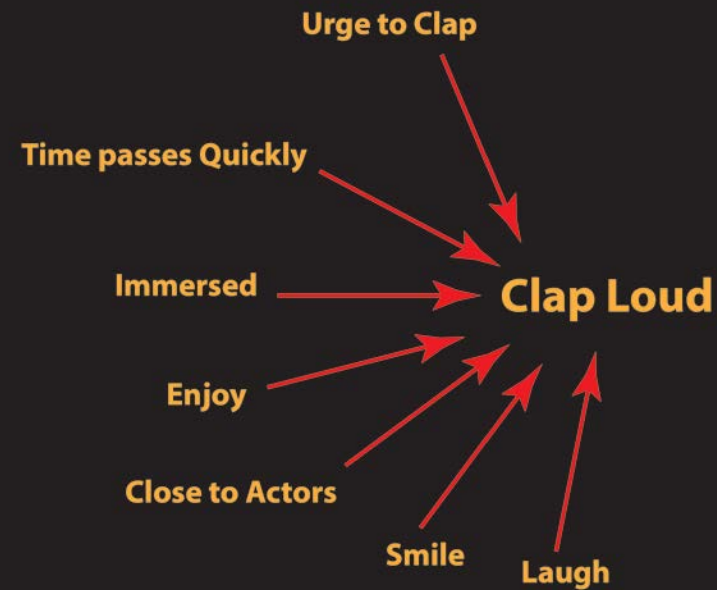 Urge to Clap
Time passes Quickly
Immersed
Clap Loud
Enjoy
Close to Actors
Smile
Laugh